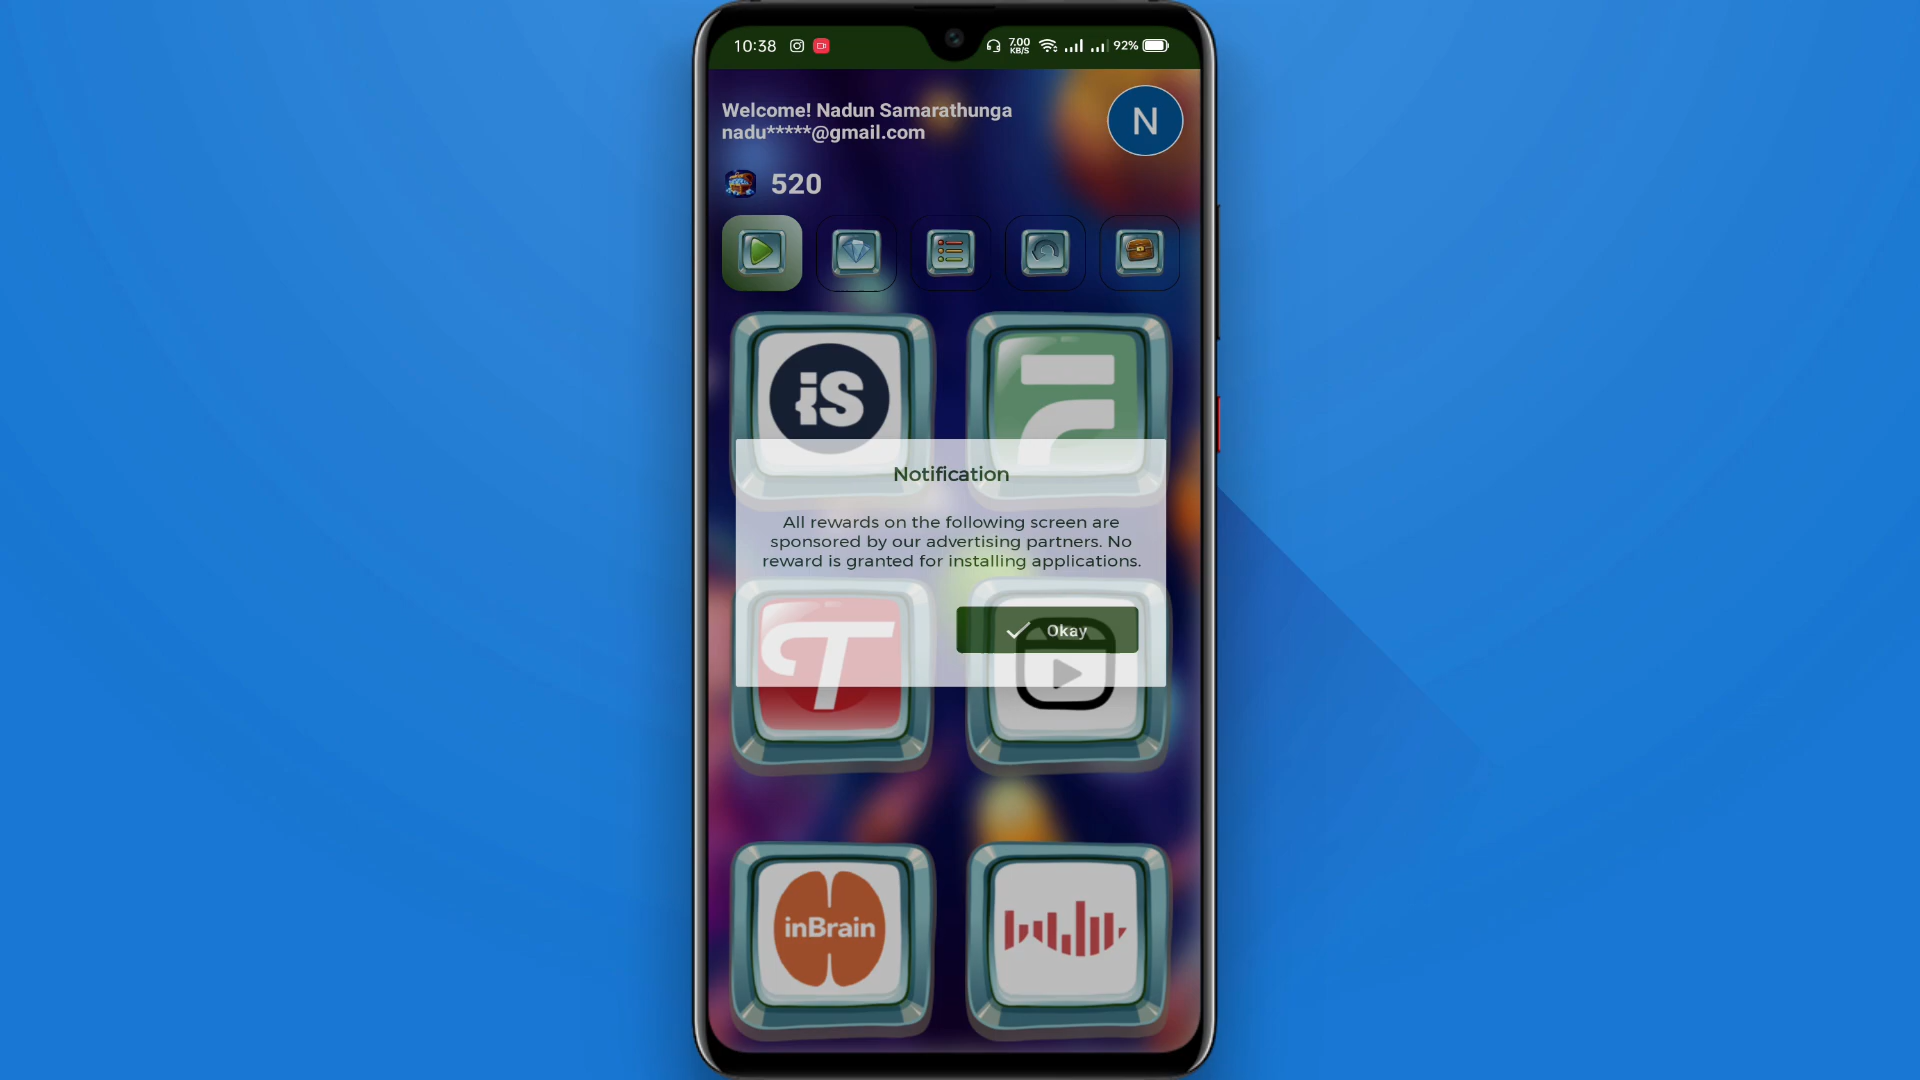 10:38
7.00
KB/S
92%
Welcome! Nadun Samarathunga
nadu*****@gmail.com
N
520
iS
Notification
All rewards on the following screen are
sponsored by our advertising partners. No
reward is granted for installing applications.
Okay
T
inBrain